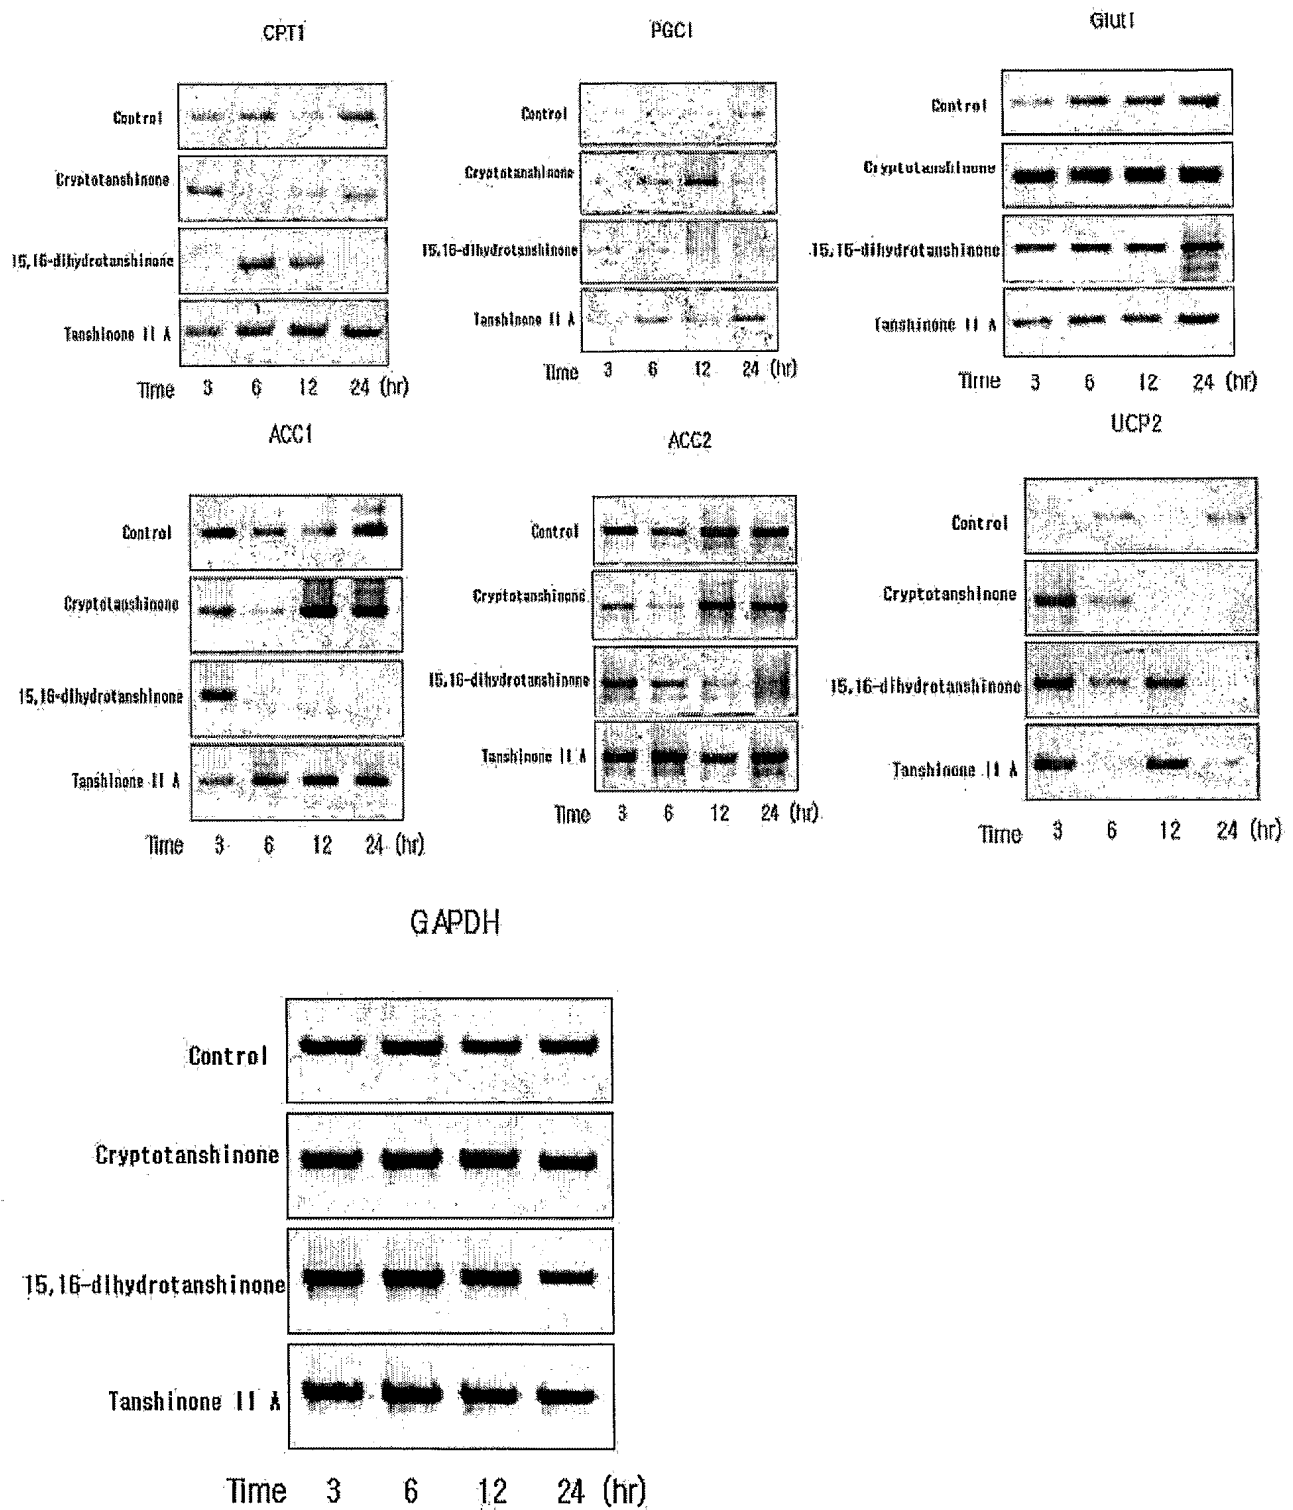 CPT1
Control
Cryptotanshinone
15,16-dihydrotanshinone
Tanshinone II A
Time 3 6 12 24 (hr)
PGC1
Control
Cryptotanshinone
15,16-dihydrotanshinone
Tanshinone II A
Time 3 6 12 24 (hr)
Glut1
Control
Cryptotanshinone
15,16-dihydrotanshinone
Tanshinone II A
Time 3 6 12 24 (hr)
ACC1
Control
Cryptotanshinone
15,16-dihydrotanshinone
Tanshinone II A
Time 3 6 12 24 (hr)
ACC2
Control
Cryptotanshinone
15,16-dihydrotanshinone
Tanshinone II A
Time 3 6 12 24 (hr)
UCP2
Control
Cryptotanshinone
15,16-dihydrotanshinone
Tanshinone II A
Time 3 6 12 24 (hr)
GAPDH
Control
Cryptotanshinone
15,16-dihydrotanshinone
Tanshinone II A
Time 3 6 12 24 (hr)